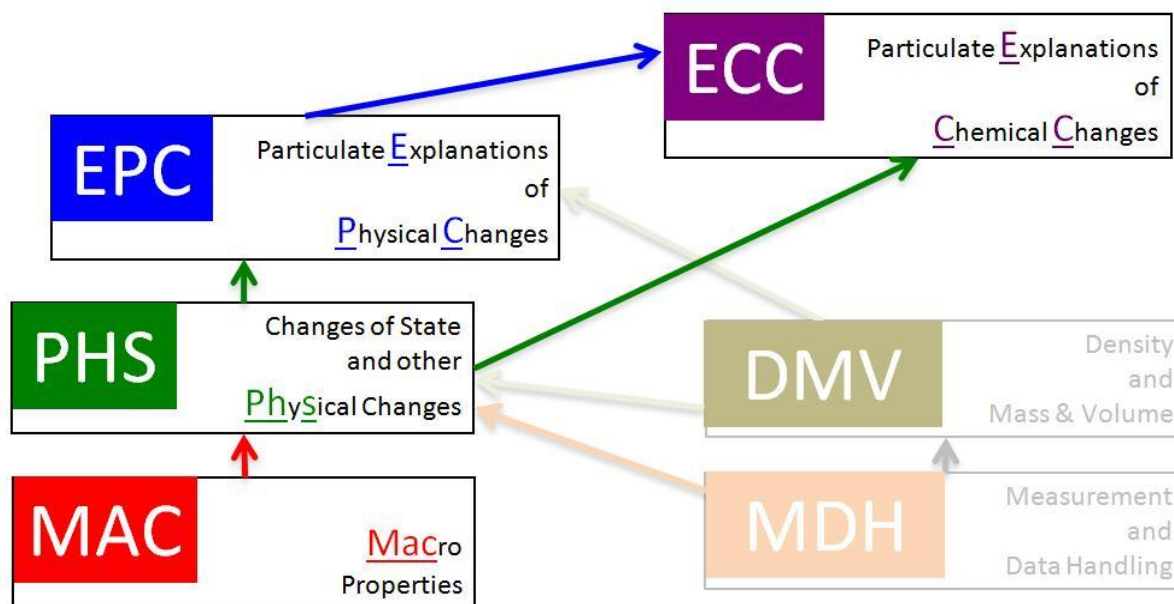 ECC
Particulate Explanations
of
Chemical Changes
EPC
Particulate Explanations
of
Physical Changes
PHS
Changes of State
and other
PhySical Changes
DMV
Density
and
Mass & Volume
MAC
Macro
Properties
MDH
Measurement
and
Data Handling